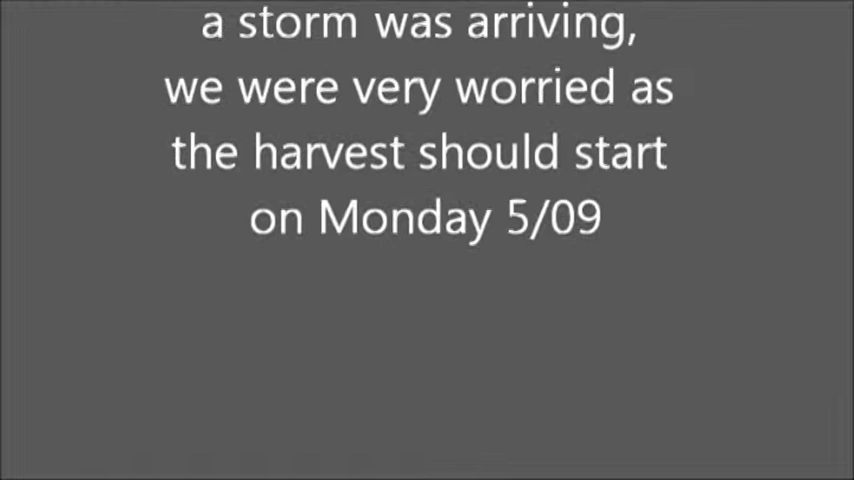 a storm was arriving,
we were very worried as
the harvest should start
on Monday 5/09